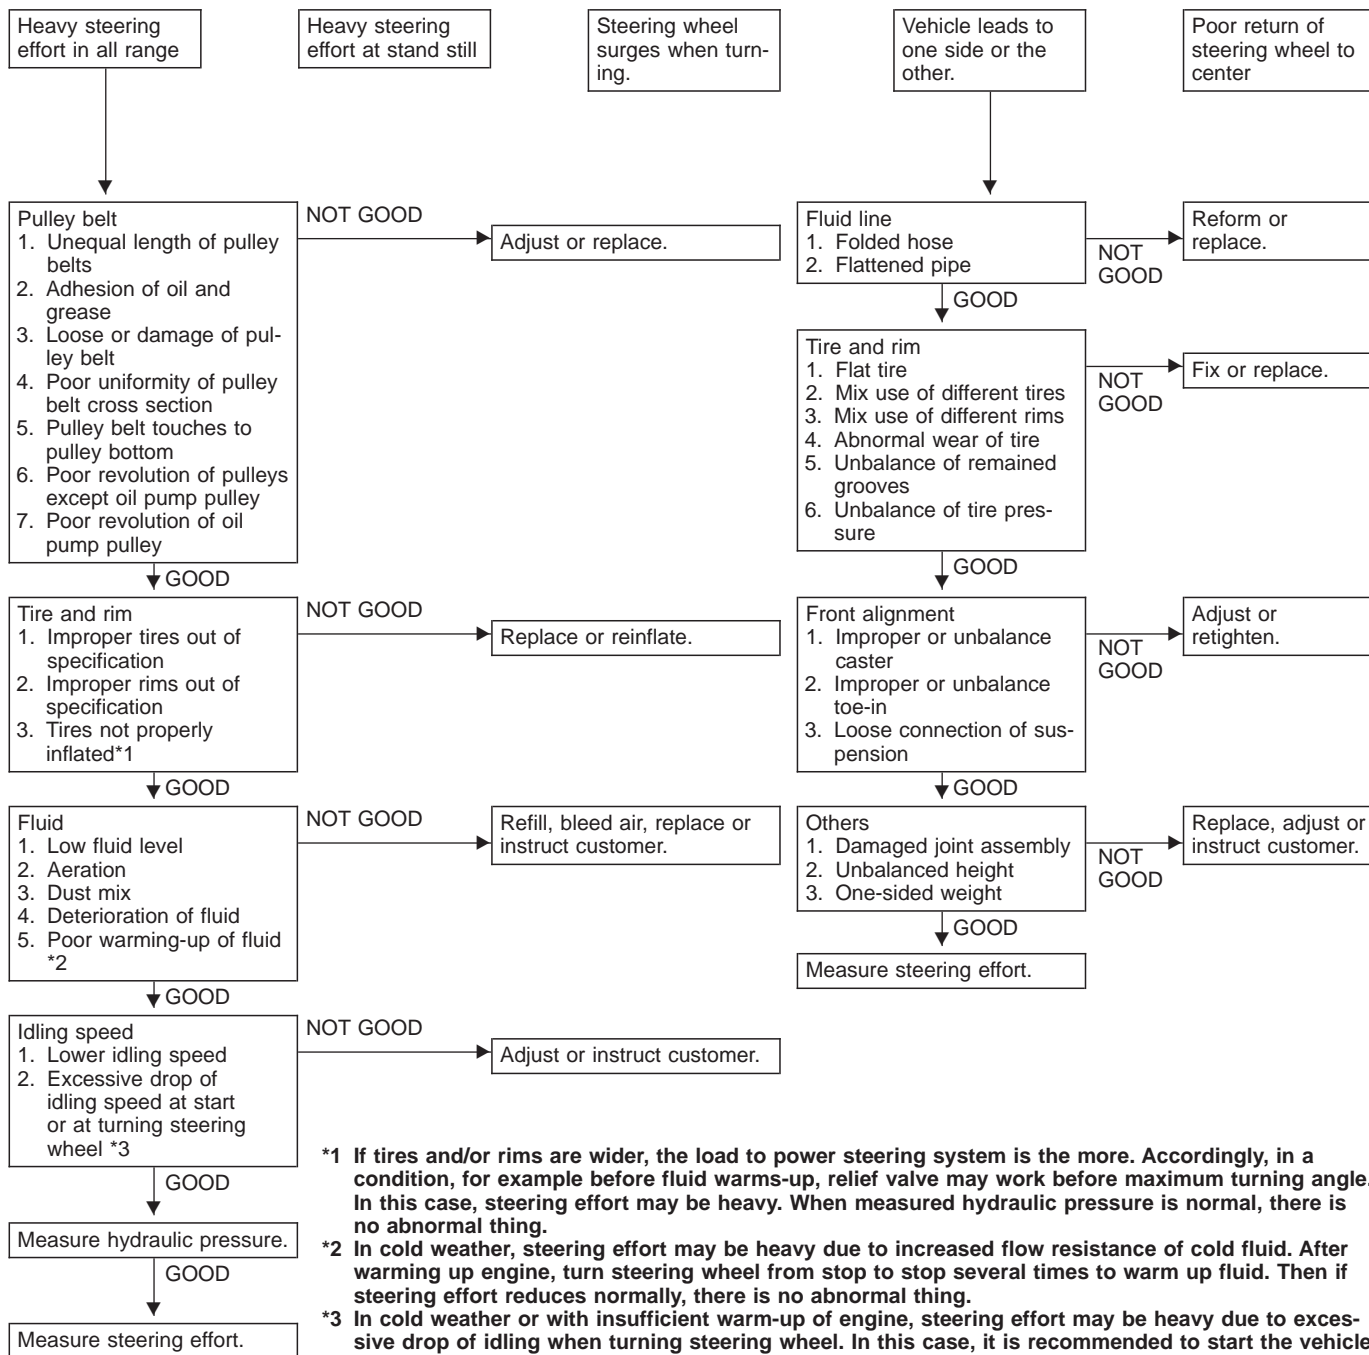 Heavy steering
effort in all range
Heavy steering
effort at stand still
Steering wheel
surges when turn-
ing.
Vehicle leads to
one side or the
other.
Poor return of
steering wheel to
center
Pulley belt
1. Unequal length of pulley
belts
2. Adhesion of oil and
grease
3. Loose or damage of pul-
ley belt
4. Poor uniformity of pulley
belt cross section
5. Pulley belt touches to
pulley bottom
6. Poor revolution of pulleys
except oil pump pulley
7. Poor revolution of oil
pump pulley
NOT GOOD
Adjust or replace.
GOOD
Tire and rim
1. Improper tires out of
specification
2. Improper rims out of
specification
3. Tires not properly
inflated*1
NOT GOOD
Replace or reinflate.
GOOD
Fluid
1. Low fluid level
2. Aeration
3. Dust mix
4. Deterioration of fluid
5. Poor warming-up of fluid
*2
NOT GOOD
Refill, bleed air, replace or
instruct customer.
GOOD
Idling speed
1. Lower idling speed
2. Excessive drop of
idling speed at start
or at turning steering
wheel *3
NOT GOOD
Adjust or instruct customer.
GOOD
Measure hydraulic pressure.
GOOD
Measure steering effort.
Fluid line
1. Folded hose
2. Flattened pipe
NOT
GOOD
Reform or
replace.
GOOD
Tire and rim
1. Flat tire
2. Mix use of different tires
3. Mix use of different rims
4. Abnormal wear of tire
5. Unbalance of remained
grooves
6. Unbalance of tire pres-
sure
NOT
GOOD
Fix or replace.
GOOD
Front alignment
1. Improper or unbalance
caster
2. Improper or unbalance
toe-in
3. Loose connection of sus-
pension
NOT
GOOD
Adjust or
retighten.
GOOD
Others
1. Damaged joint assembly
2. Unbalanced height
3. One-sided weight
NOT
GOOD
Replace, adjust or
instruct customer.
GOOD
Measure steering effort.
*1 If tires and/or rims are wider, the load to power steering system is the more. Accordingly, in a
condition, for example before fluid warms-up, relief valve may work before maximum turning angle.
In this case, steering effort may be heavy. When measured hydraulic pressure is normal, there is
no abnormal thing.
*2 In cold weather, steering effort may be heavy due to increased flow resistance of cold fluid. After
warming up engine, turn steering wheel from stop to stop several times to warm up fluid. Then if
steering effort reduces normally, there is no abnormal thing.
*3 In cold weather or with insufficient warm-up of engine, steering effort may be heavy due to exces-
sive drop of idling when turning steering wheel. In this case, it is recommended to start the vehicle